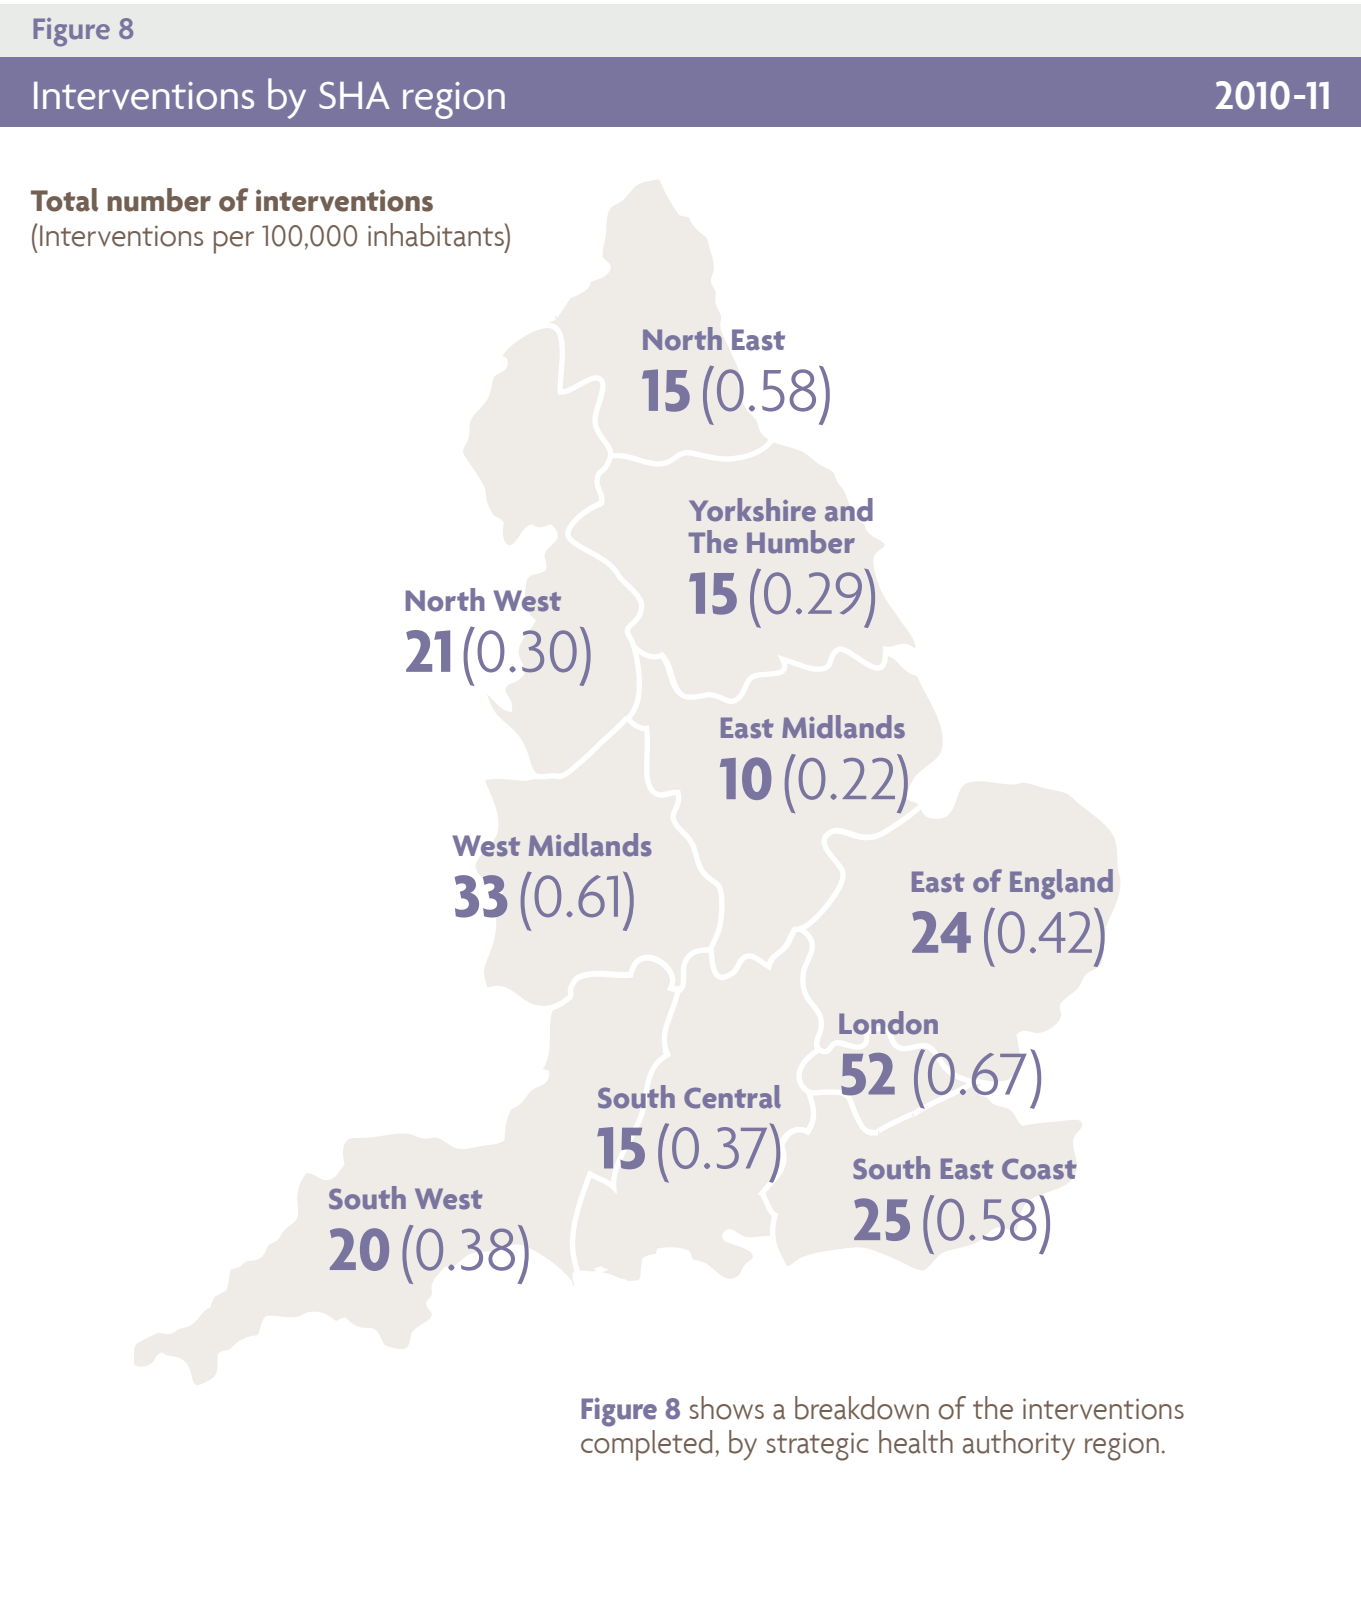 Figure 8
Interventions by SHA region 2010-11
Total number of interventions
(Interventions per 100,000 inhabitants)
North East
15 (0.58)
Yorkshire and
The Humber
15 (0.29)
North West
21 (0.30)
East Midlands
10 (0.22)
West Midlands
33 (0.61)
East of England
24 (0.42)
London
52 (0.67)
South Central
15 (0.37)
South East Coast
25 (0.58)
South West
20 (0.38)
Figure 8 shows a breakdown of the interventions
completed, by strategic health authority region.